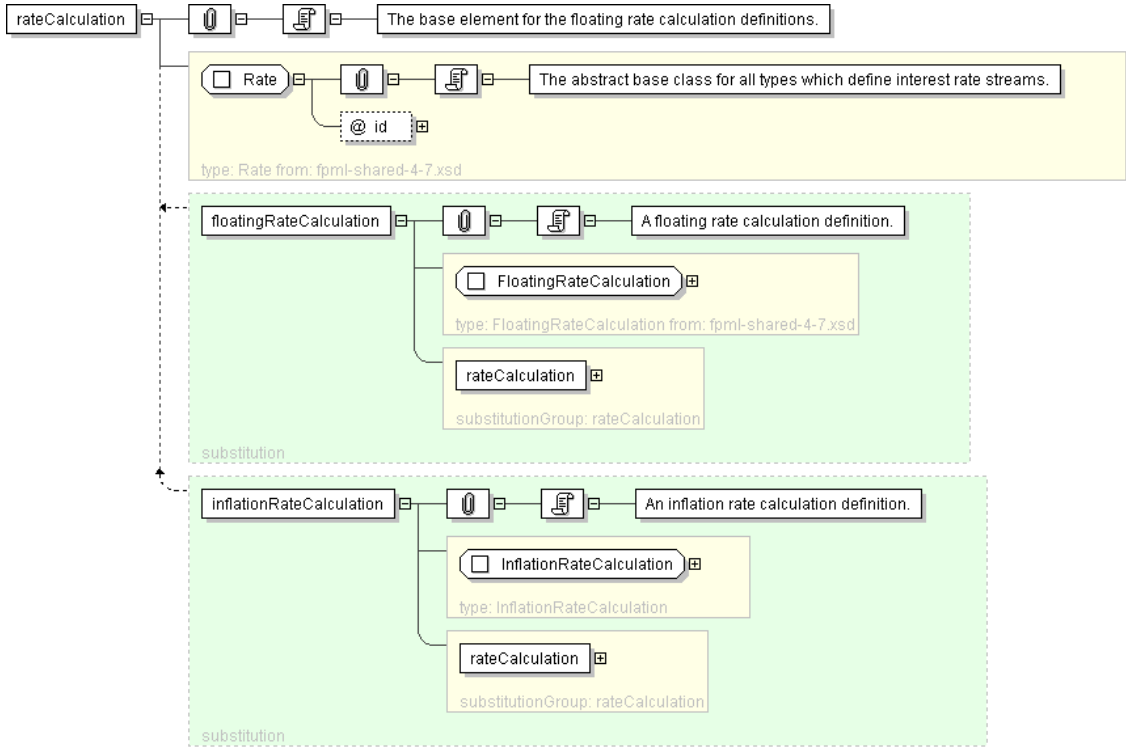 rateCalculation
The base element for the floating rate calculation definitions.
Rate
The abstract base class for all types which define interest rate streams.
@ id
type: Rate from: fpml-shared-4-7.xsd
floatingRateCalculation
A floating rate calculation definition.
FloatingRateCalculation
type: FloatingRateCalculation from: fpml-shared-4-7.xsd
rateCalculation
substitutionGroup: rateCalculation
substitution
inflationRateCalculation
An inflation rate calculation definition.
InflationRateCalculation
type: InflationRateCalculation
rateCalculation
substitutionGroup: rateCalculation
substitution